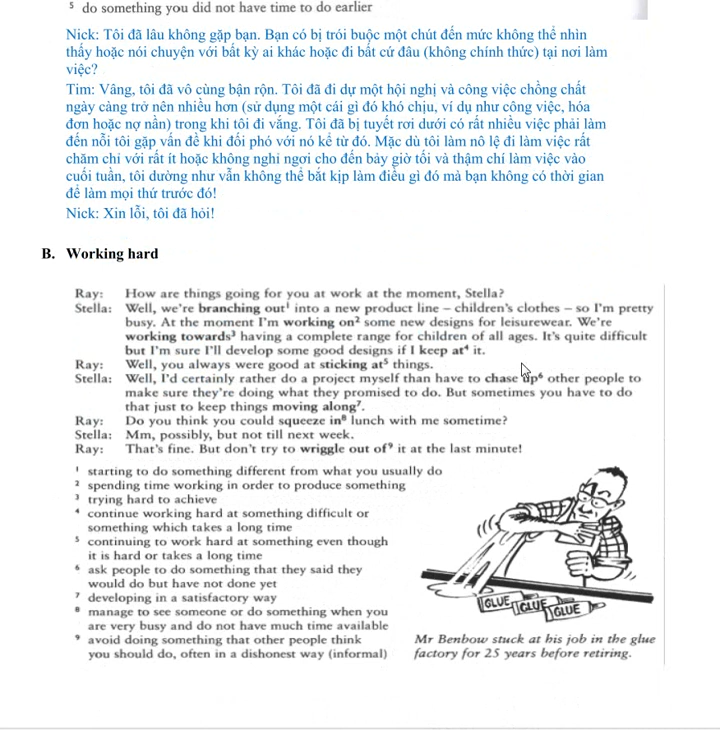 ⁵ do something you did not have time to do earlier
Nick: Tôi đã lâu không gặp bạn. Bạn có bị trói buộc một chút đến mức không thể nhìn
thấy hoặc nói chuyện với bất kỳ ai khác hoặc đi bất cứ đâu (không chính thức) tại nơi làm
việc?
Tim: Vâng, tôi đã vô cùng bận rộn. Tôi đã đi dự một hội nghị và công việc chồng chất
ngày càng trở nên nhiều hơn (sử dụng một cái gì đó khó chịu, ví dụ như công việc, hóa
đơn hoặc nợ nần) trong khi tôi đi vắng. Tôi đã bị tuyết rơi dưới có rất nhiều việc phải làm
đến nỗi tôi gặp vấn đề khi đối phó với nó kể từ đó. Mặc dù tôi làm nô lệ đi làm việc rất
chăm chỉ với rất ít hoặc không nghỉ ngơi cho đến bảy giờ tối và thậm chí làm việc vào
cuối tuần, tôi dường như vẫn không thể bắt kịp làm điều gì đó mà bạn không có thời gian
để làm mọi thứ trước đó!
Nick: Xin lỗi, tôi đã hỏi!
B. Working hard
Ray: How are things going for you at work at the moment, Stella?
Stella: Well, we're branching out¹ into a new product line – children's clothes – so I'm pretty
busy. At the moment I'm working on² some new designs for leisurewear. We're
working towards³ having a complete range for children of all ages. It's quite difficult
but I'm sure I'll develop some good designs if I keep at⁴ it.
Ray: Well, you always were good at sticking at⁵ things.
Stella: Well, I'd certainly rather do a project myself than have to chase up⁶ other people to
make sure they're doing what they promised to do. But sometimes you have to do
that just to keep things moving along⁷.
Ray: Do you think you could squeeze in⁸ lunch with me sometime?
Stella: Mm, possibly, but not till next week.
Ray: That's fine. But don't try to wriggle out of⁹ it at the last minute!
¹ starting to do something different from what you usually do
² spending time working in order to produce something
³ trying hard to achieve
⁴ continue working hard at something difficult or
something which takes a long time
⁵ continuing to work hard at something even though
it is hard or takes a long time
⁶ ask people to do something that they said they
would do but have not done yet
⁷ developing in a satisfactory way
⁸ manage to see someone or do something when you
are very busy and do not have much time available
⁹ avoid doing something that other people think
you should do, often in a dishonest way (informal)
GLUE GLUE GLUE
Mr Benbow stuck at his job in the glue
factory for 25 years before retiring.